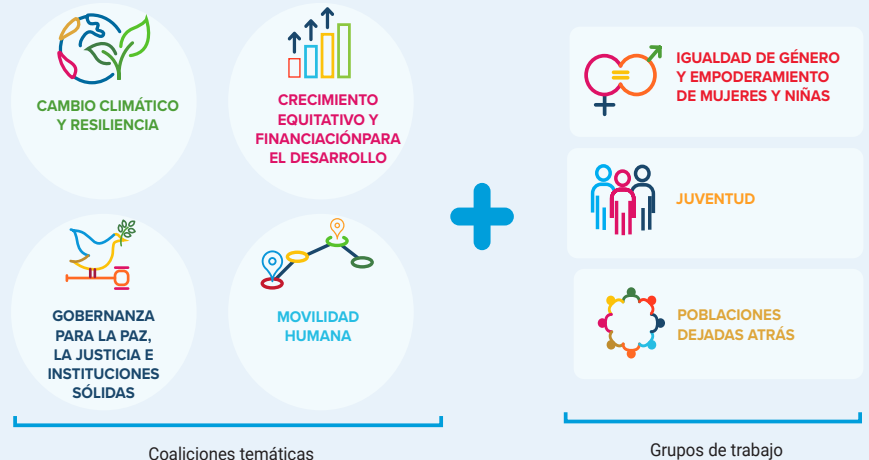 CAMBIO CLIMÁTICO
Y RESILIENCIA
CRECIMIENTO
EQUITATIVO Y
FINANCIACIÓNPARA
EL DESARROLLO
GOBERNANZA
PARA LA PAZ,
LA JUSTICIA E
INSTITUCIONES
SÓLIDAS
MOVILIDAD
HUMANA
Coaliciones temáticas
IGUALDAD DE GÉNERO
Y EMPODERAMIENTO
DE MUJERES Y NIÑAS
JUVENTUD
POBLACIONES
DEJADAS ATRÁS
Grupos de trabajo